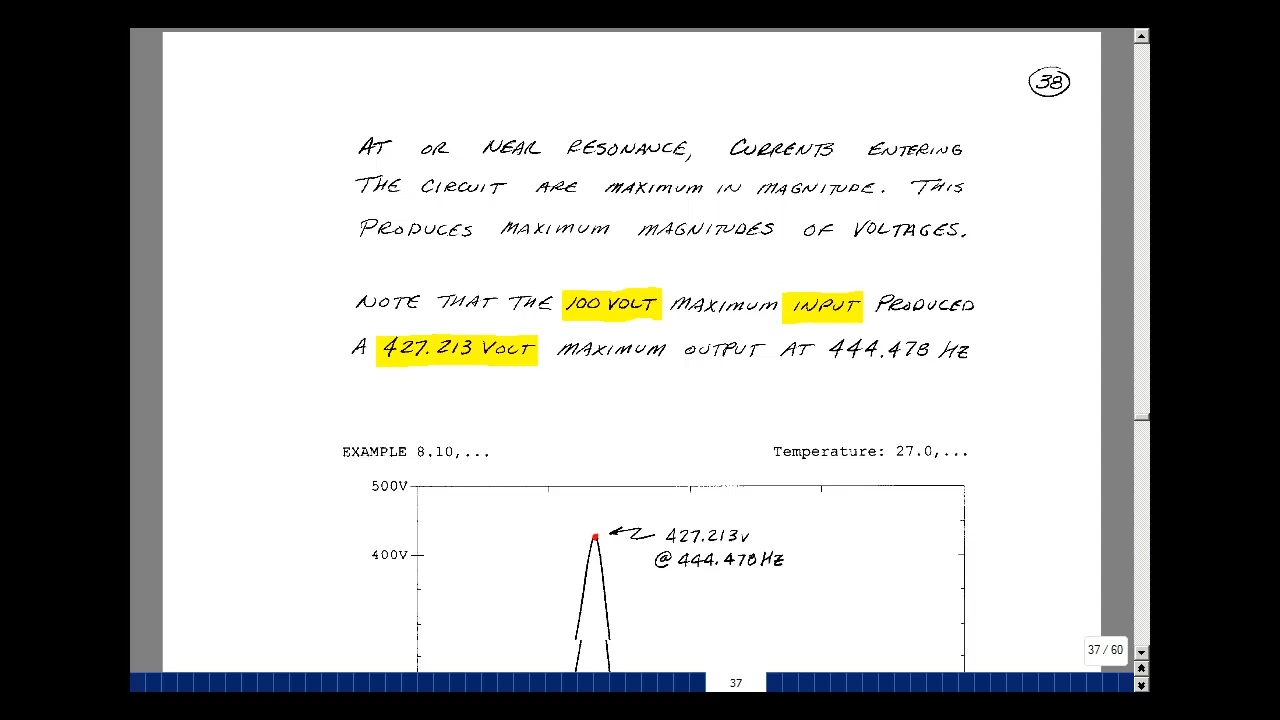 38
AT OR NEAR RESONANCE, CURRENTS ENTERING
THE CIRCUIT ARE MAXIMUM IN MAGNITUDE. THIS
PRODUCES MAXIMUM MAGNITUDES OF VOLTAGES.
NOTE THAT THE 100 VOLT MAXIMUM INPUT PRODUCED
A 427.213 VOLT MAXIMUM OUTPUT AT 444.478 HZ
EXAMPLE 8.10,... Temperature: 27.0,...
500V
427.213V
400V
@ 444.478 HZ
37 / 60
37